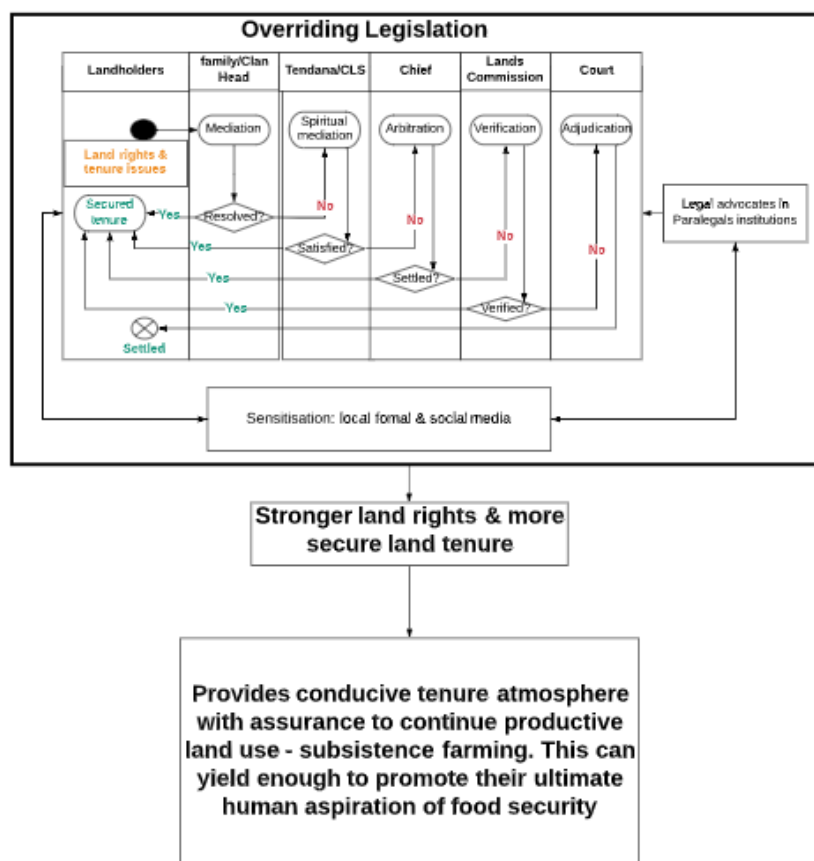 Overriding Legislation
Landholders
family/Clan
Head
Tendana/CLS
Chief
Lands
Commission
Court
Mediation
Spiritual
mediation
Arbitration
Verification
Adjudication
Land rights &
tenure issues
Secured
tenure
Yes
Resolved?
No
Yes
Satisfied?
No
Yes
Settled?
No
Yes
Verified?
No
Settled
Legal advocates in
Paralegals institutions
Sensitisation: local fomal & social media
Stronger land rights & more
secure land tenure
Provides conducive tenure atmosphere
with assurance to continue productive
land use - subsistence farming. This can
yield enough to promote their ultimate
human aspiration of food security